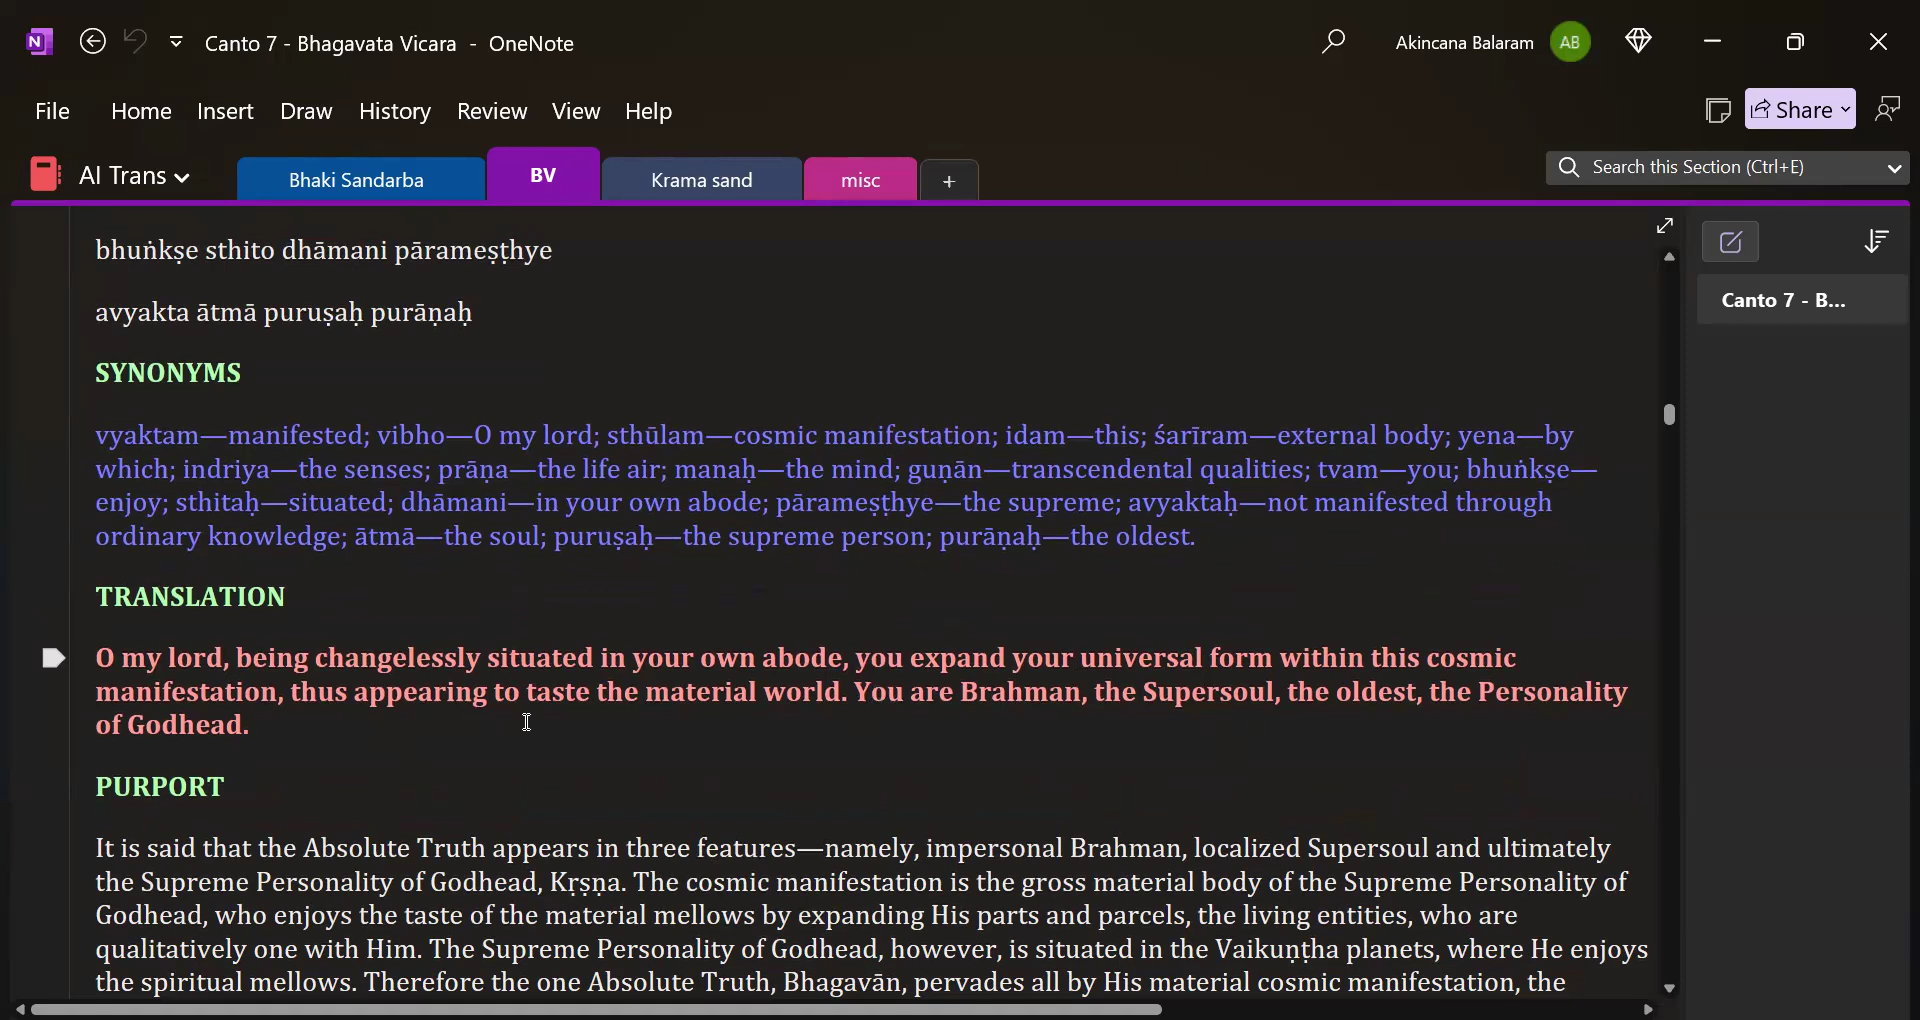 Canto 7 - Bhagavata Vicara - OneNote
Akincana Balaram AB
File Home Insert Draw History Review View Help
Share
AI Trans
Bhaki Sandarba
BV
Krama sand
misc
+
Search this Section (Ctrl+E)
Canto 7 - B...
bhuṅkṣe sthito dhāmani pārameṣṭhye
avyakta ātmā puruṣaḥ purāṇaḥ
SYNONYMS
vyaktam—manifested; vibho—O my lord; sthūlam—cosmic manifestation; idam—this; śarīram—external body; yena—by
which; indriya—the senses; prāṇa—the life air; manaḥ—the mind; guṇān—transcendental qualities; tvam—you; bhuṅkṣe—
enjoy; sthitaḥ—situated; dhāmani—in your own abode; pārameṣṭhye—the supreme; avyaktaḥ—not manifested through
ordinary knowledge; ātmā—the soul; puruṣaḥ—the supreme person; purāṇaḥ—the oldest.
TRANSLATION
O my lord, being changelessly situated in your own abode, you expand your universal form within this cosmic
manifestation, thus appearing to taste the material world. You are Brahman, the Supersoul, the oldest, the Personality
of Godhead.
PURPORT
It is said that the Absolute Truth appears in three features—namely, impersonal Brahman, localized Supersoul and ultimately
the Supreme Personality of Godhead, Kṛṣṇa. The cosmic manifestation is the gross material body of the Supreme Personality of
Godhead, who enjoys the taste of the material mellows by expanding His parts and parcels, the living entities, who are
qualitatively one with Him. The Supreme Personality of Godhead, however, is situated in the Vaikuṇṭha planets, where He enjoys
the spiritual mellows. Therefore the one Absolute Truth, Bhagavān, pervades all by His material cosmic manifestation, the